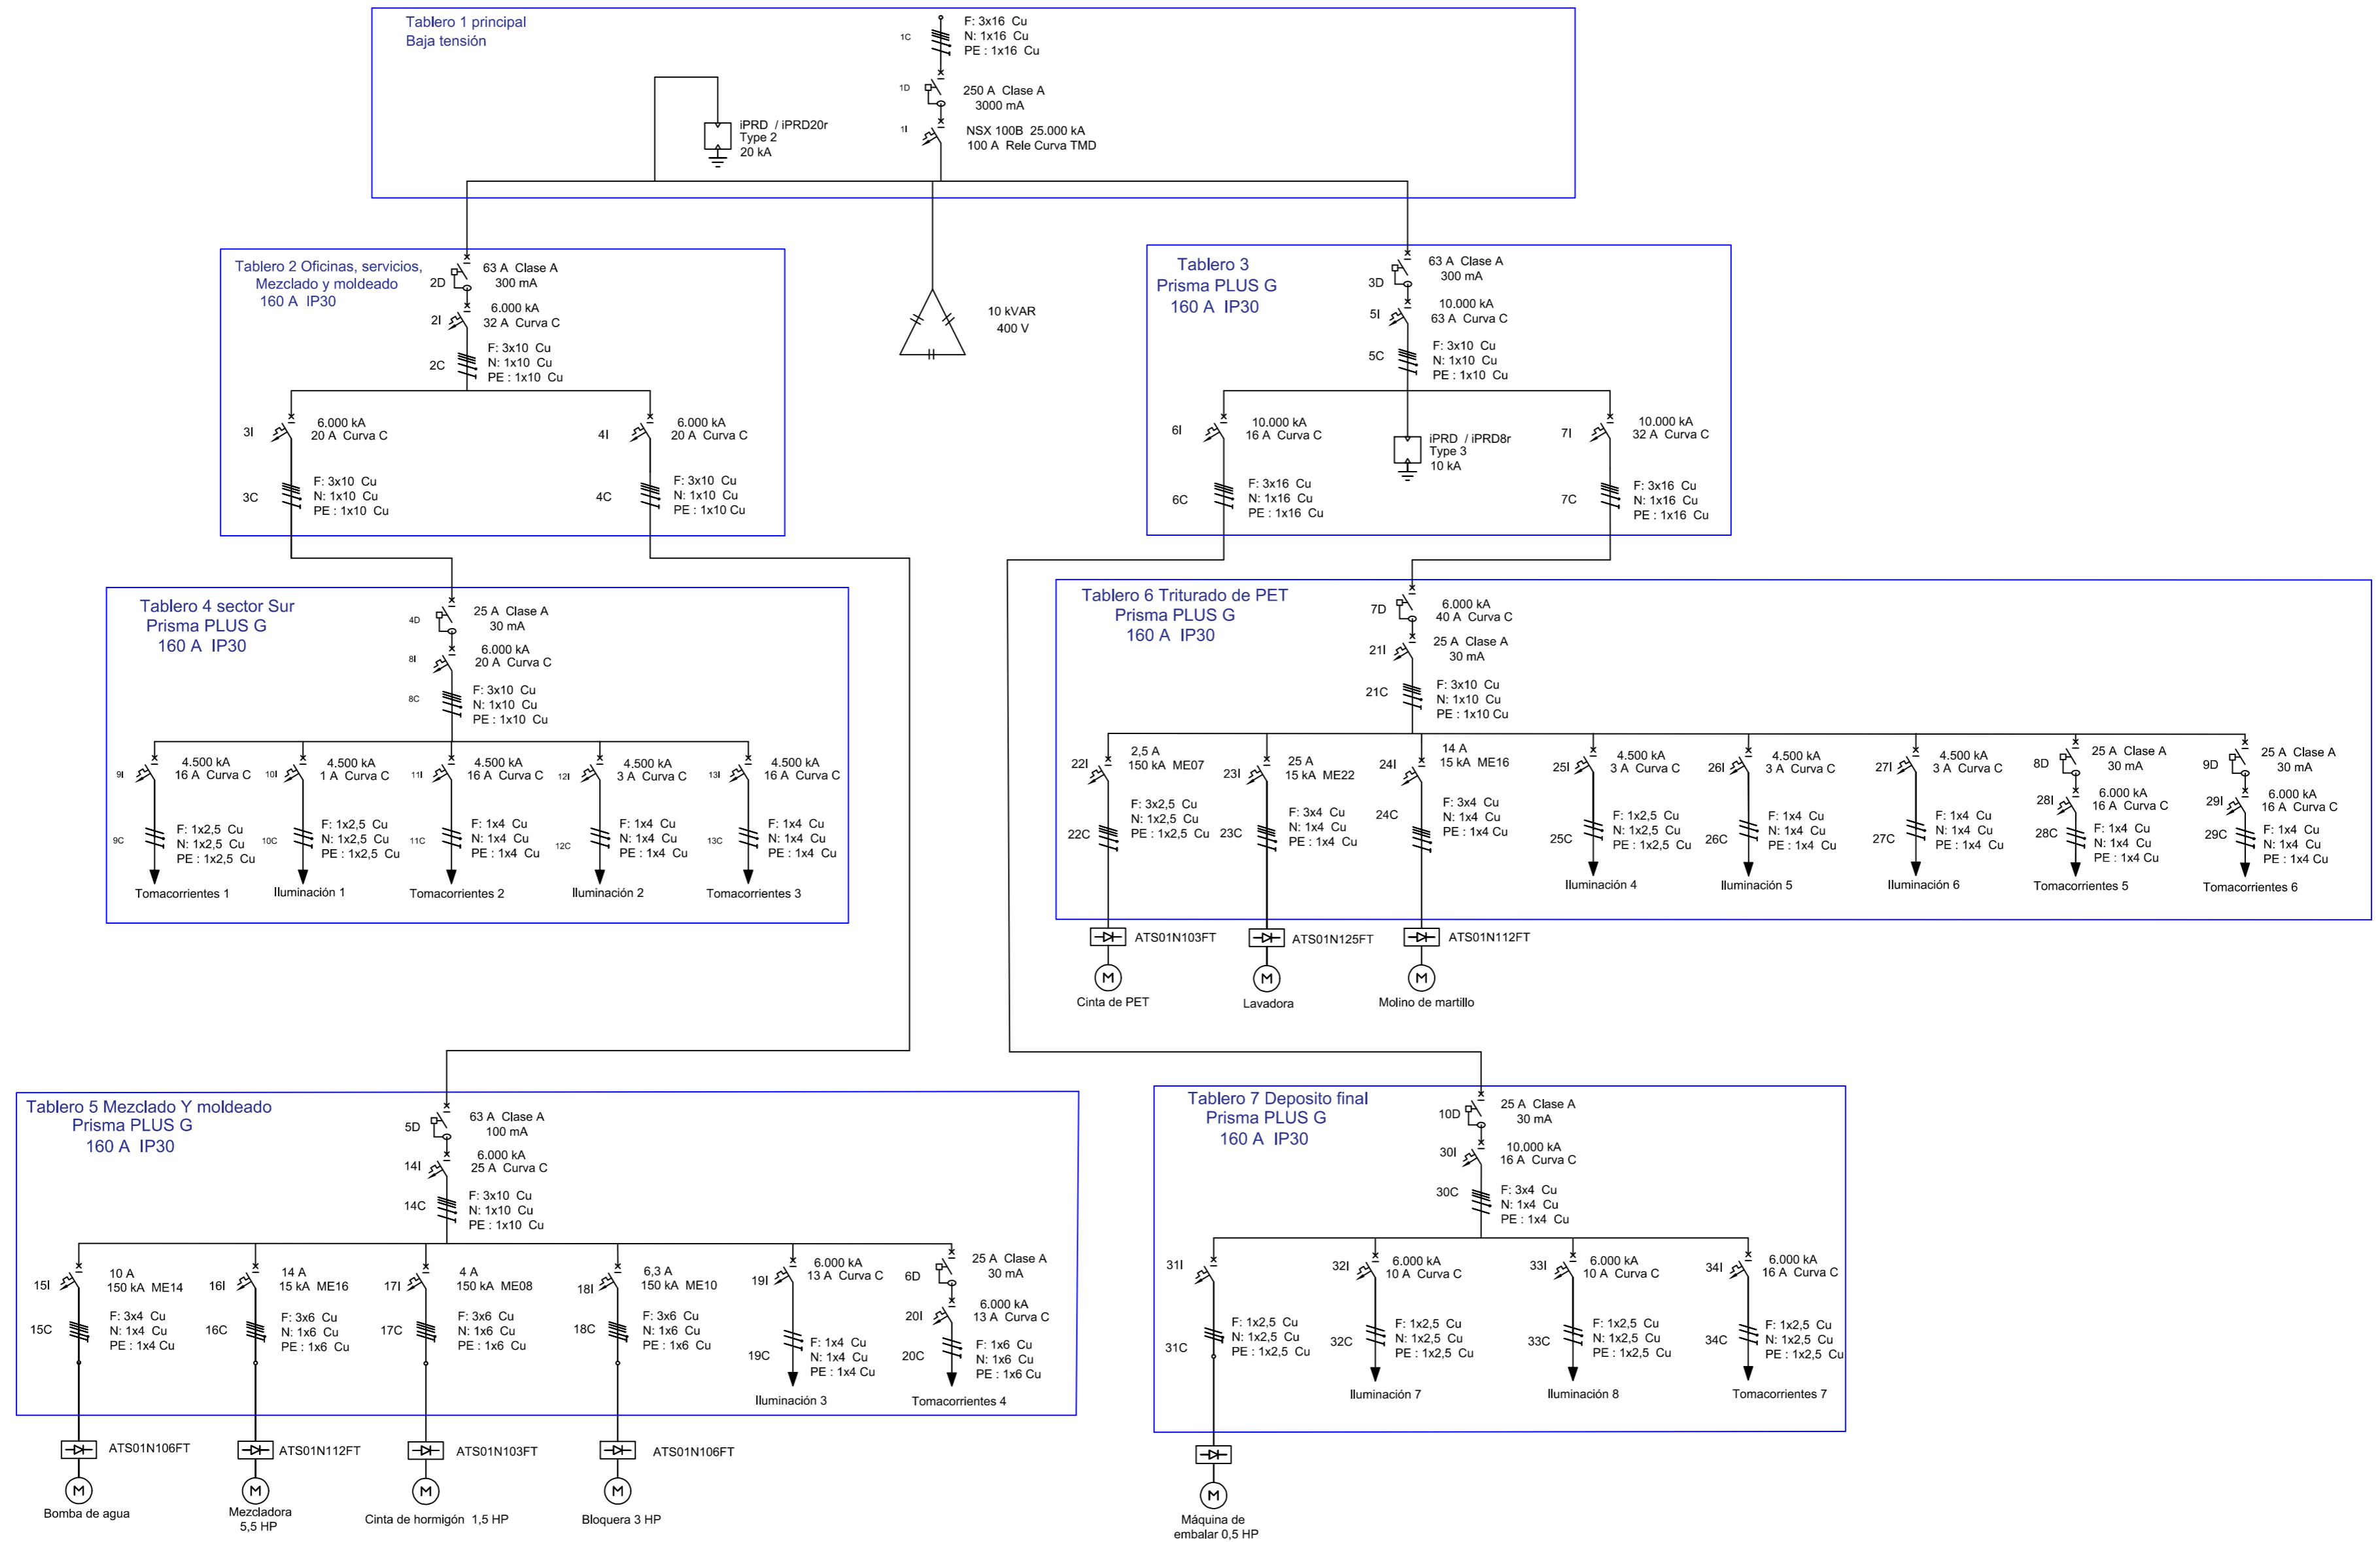 Tablero 1 principal
Baja tensión
1C
F: 3x16 Cu
N: 1x16 Cu
PE : 1x16 Cu
1D
250 A Clase A
3000 mA
1I
NSX 100B 25.000 kA
100 A Rele Curva TMD
iPRD / iPRD20r
Type 2
20 kA
10 kVAR
400 V
Tablero 2 Oficinas, servicios,
Mezclado y moldeado
160 A IP30
2D
63 A Clase A
300 mA
2I
6.000 kA
32 A Curva C
2C
F: 3x10 Cu
N: 1x10 Cu
PE : 1x10 Cu
3I
6.000 kA
20 A Curva C
3C
F: 3x10 Cu
N: 1x10 Cu
PE : 1x10 Cu
4I
6.000 kA
20 A Curva C
4C
F: 3x10 Cu
N: 1x10 Cu
PE : 1x10 Cu
Tablero 3
Prisma PLUS G
160 A IP30
3D
63 A Clase A
300 mA
5I
10.000 kA
63 A Curva C
5C
F: 3x10 Cu
N: 1x10 Cu
PE : 1x10 Cu
6I
10.000 kA
16 A Curva C
6C
F: 3x16 Cu
N: 1x16 Cu
PE : 1x16 Cu
iPRD / iPRD8r
Type 3
10 kA
7I
10.000 kA
32 A Curva C
7C
F: 3x16 Cu
N: 1x16 Cu
PE : 1x16 Cu
Tablero 4 sector Sur
Prisma PLUS G
160 A IP30
4D
25 A Clase A
30 mA
8I
6.000 kA
20 A Curva C
8C
F: 3x10 Cu
N: 1x10 Cu
PE : 1x10 Cu
9I
4.500 kA
16 A Curva C
9C
F: 1x2,5 Cu
N: 1x2,5 Cu
PE : 1x2,5 Cu
Tomacorrientes 1
10I
4.500 kA
1 A Curva C
10C
F: 1x2,5 Cu
N: 1x2,5 Cu
PE : 1x2,5 Cu
Iluminación 1
11I
4.500 kA
16 A Curva C
11C
F: 1x4 Cu
N: 1x4 Cu
PE : 1x4 Cu
Tomacorrientes 2
12I
4.500 kA
3 A Curva C
12C
F: 1x4 Cu
N: 1x4 Cu
PE : 1x4 Cu
Iluminación 2
13I
4.500 kA
16 A Curva C
13C
F: 1x4 Cu
N: 1x4 Cu
PE : 1x4 Cu
Tomacorrientes 3
Tablero 6 Triturado de PET
Prisma PLUS G
160 A IP30
7D
6.000 kA
40 A Curva C
21I
25 A Clase A
30 mA
21C
F: 3x10 Cu
N: 1x10 Cu
PE : 1x10 Cu
22I
2,5 A
150 kA ME07
22C
F: 3x2,5 Cu
N: 1x2,5 Cu
PE : 1x2,5 Cu
ATS01N103FT
M
Cinta de PET
23I
25 A
15 kA ME22
23C
F: 3x4 Cu
N: 1x4 Cu
PE : 1x4 Cu
ATS01N125FT
M
Lavadora
24I
14 A
15 kA ME16
24C
F: 3x4 Cu
N: 1x4 Cu
PE : 1x4 Cu
ATS01N112FT
M
Molino de martillo
25I
4.500 kA
3 A Curva C
25C
F: 1x2,5 Cu
N: 1x2,5 Cu
PE : 1x2,5 Cu
Iluminación 4
26I
4.500 kA
3 A Curva C
26C
F: 1x4 Cu
N: 1x4 Cu
PE : 1x4 Cu
Iluminación 5
27I
4.500 kA
3 A Curva C
27C
F: 1x4 Cu
N: 1x4 Cu
PE : 1x4 Cu
Iluminación 6
8D
25 A Clase A
30 mA
28I
6.000 kA
16 A Curva C
28C
F: 1x4 Cu
N: 1x4 Cu
PE : 1x4 Cu
Tomacorrientes 5
9D
25 A Clase A
30 mA
29I
6.000 kA
16 A Curva C
29C
F: 1x4 Cu
N: 1x4 Cu
PE : 1x4 Cu
Tomacorrientes 6
Tablero 5 Mezclado Y moldeado
Prisma PLUS G
160 A IP30
5D
63 A Clase A
100 mA
14I
6.000 kA
25 A Curva C
14C
F: 3x10 Cu
N: 1x10 Cu
PE : 1x10 Cu
15I
10 A
150 kA ME14
15C
F: 3x4 Cu
N: 1x4 Cu
PE : 1x4 Cu
ATS01N106FT
M
Bomba de agua
16I
14 A
15 kA ME16
16C
F: 3x6 Cu
N: 1x6 Cu
PE : 1x6 Cu
ATS01N112FT
M
Mezcladora
5,5 HP
17I
4 A
150 kA ME08
17C
F: 3x6 Cu
N: 1x6 Cu
PE : 1x6 Cu
ATS01N103FT
M
Cinta de hormigón 1,5 HP
18I
6,3 A
150 kA ME10
18C
F: 3x6 Cu
N: 1x6 Cu
PE : 1x6 Cu
ATS01N106FT
M
Bloquera 3 HP
19I
6.000 kA
13 A Curva C
19C
F: 1x4 Cu
N: 1x4 Cu
PE : 1x4 Cu
Iluminación 3
6D
25 A Clase A
30 mA
20I
6.000 kA
13 A Curva C
20C
F: 1x6 Cu
N: 1x6 Cu
PE : 1x6 Cu
Tomacorrientes 4
Tablero 7 Deposito final
Prisma PLUS G
160 A IP30
10D
25 A Clase A
30 mA
30I
10.000 kA
16 A Curva C
30C
F: 3x4 Cu
N: 1x4 Cu
PE : 1x4 Cu
31I
31C
F: 1x2,5 Cu
N: 1x2,5 Cu
PE : 1x2,5 Cu
M
Máquina de
embalar 0,5 HP
32I
6.000 kA
10 A Curva C
32C
F: 1x2,5 Cu
N: 1x2,5 Cu
PE : 1x2,5 Cu
Iluminación 7
33I
6.000 kA
10 A Curva C
33C
F: 1x2,5 Cu
N: 1x2,5 Cu
PE : 1x2,5 Cu
Iluminación 8
34I
6.000 kA
16 A Curva C
34C
F: 1x2,5 Cu
N: 1x2,5 Cu
PE : 1x2,5 Cu
Tomacorrientes 7